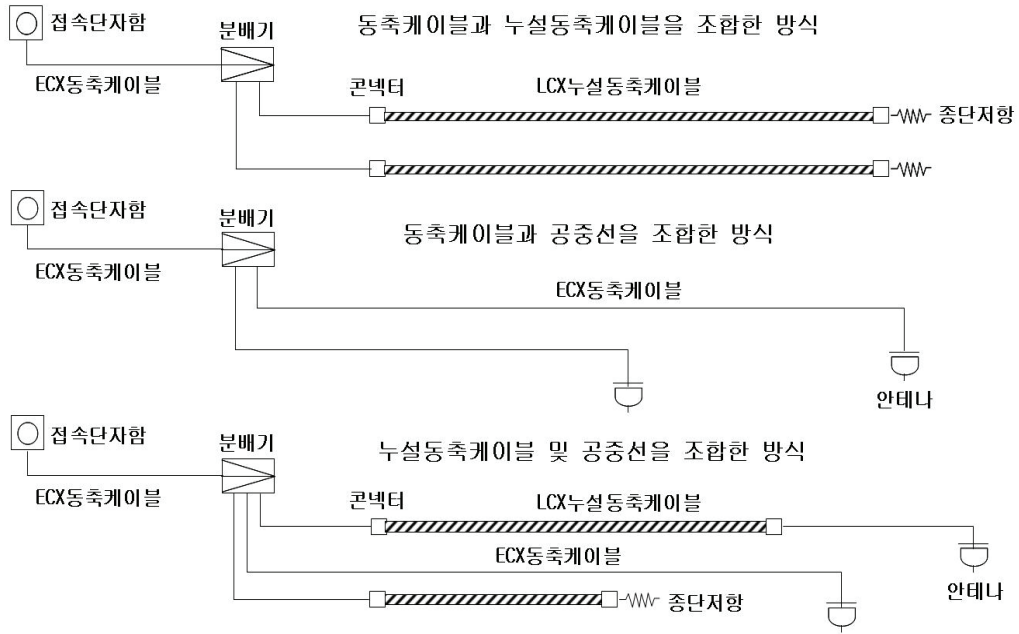 접속단자함
분배기
동축케이블과 누설동축케이블을 조합한 방식
ECX동축케이블
콘넥터
LCX누설동축케이블
종단저항
접속단자함
분배기
동축케이블과 공중선을 조합한 방식
ECX동축케이블
ECX동축케이블
안테나
접속단자함
분배기
누설동축케이블 및 공중선을 조합한 방식
ECX동축케이블
콘넥터
LCX누설동축케이블
ECX동축케이블
안테나
종단저항